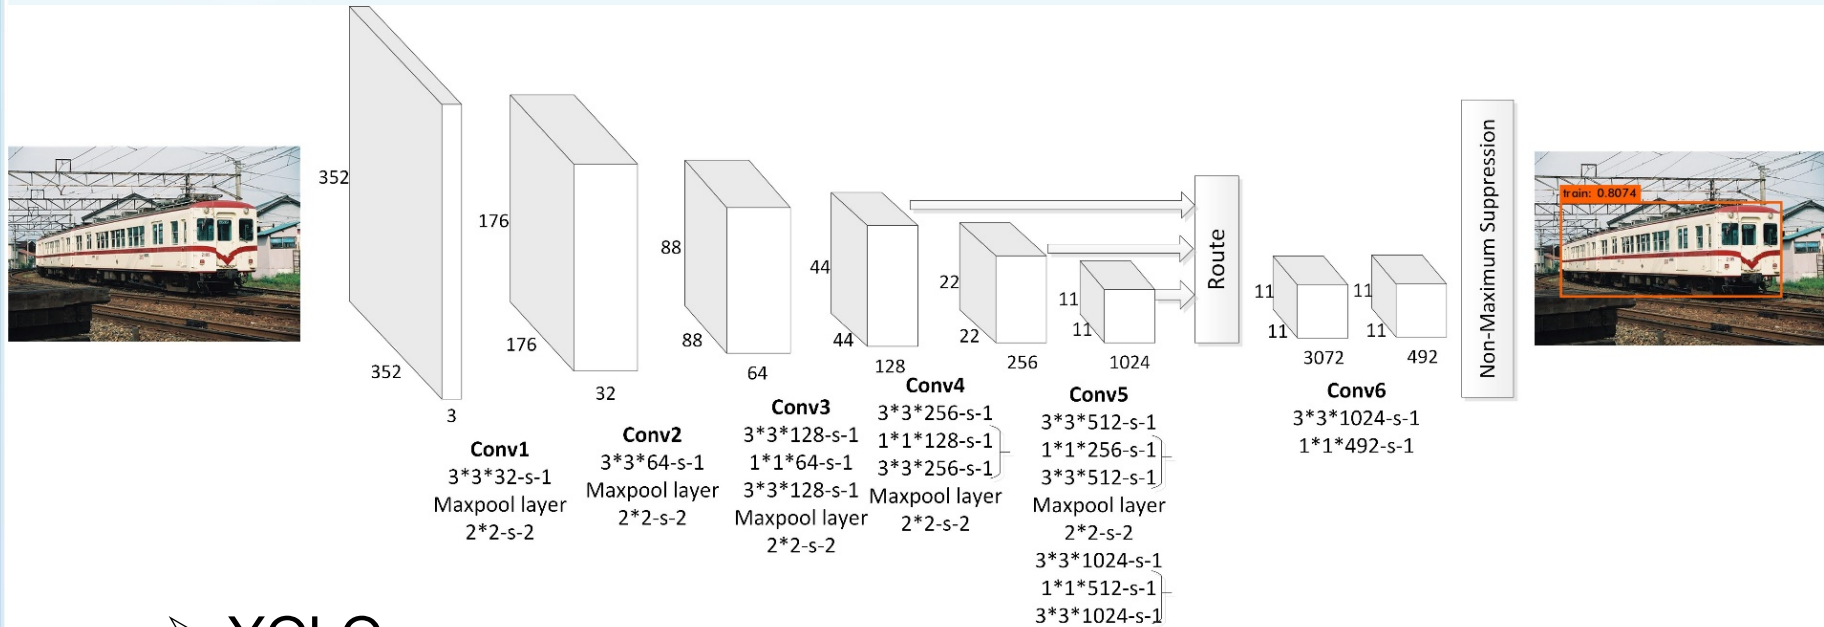 352
352
3
Conv1
3*3*32-s-1
Maxpool layer
2*2-s-2
176
176
32
Conv2
3*3*64-s-1
Maxpool layer
2*2-s-2
88
88
64
Conv3
3*3*128-s-1
1*1*64-s-1
3*3*128-s-1
Maxpool layer
2*2-s-2
44
44
128
Conv4
3*3*256-s-1
1*1*128-s-1
3*3*256-s-1
Maxpool layer
2*2-s-2
22
22
256
11
11
1024
Conv5
3*3*512-s-1
1*1*256-s-1
3*3*512-s-1
Maxpool layer
2*2-s-2
3*3*1024-s-1
1*1*512-s-1
3*3*1024-s-1
Route
11
11
3072
11
11
492
Conv6
3*3*1024-s-1
1*1*492-s-1
Non-Maximum Suppression
train: 0.8074
YOLO